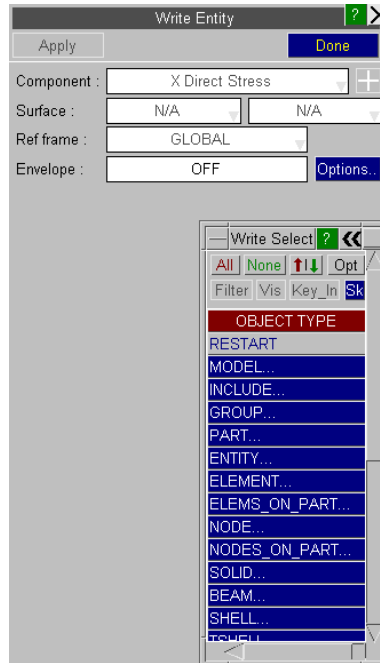 Write Entity ?
Apply Done
Component : X Direct Stress
Surface : N/A N/A
Ref frame : GLOBAL
Envelope : OFF Options..
Write Select ?
All None Opt
Filter Vis Key_In Sk
OBJECT TYPE
RESTART
MODEL...
INCLUDE...
GROUP...
PART...
ENTITY...
ELEMENT...
ELEMS_ON_PART...
NODE...
NODES_ON_PART...
SOLID...
BEAM...
SHELL...
TSHELL